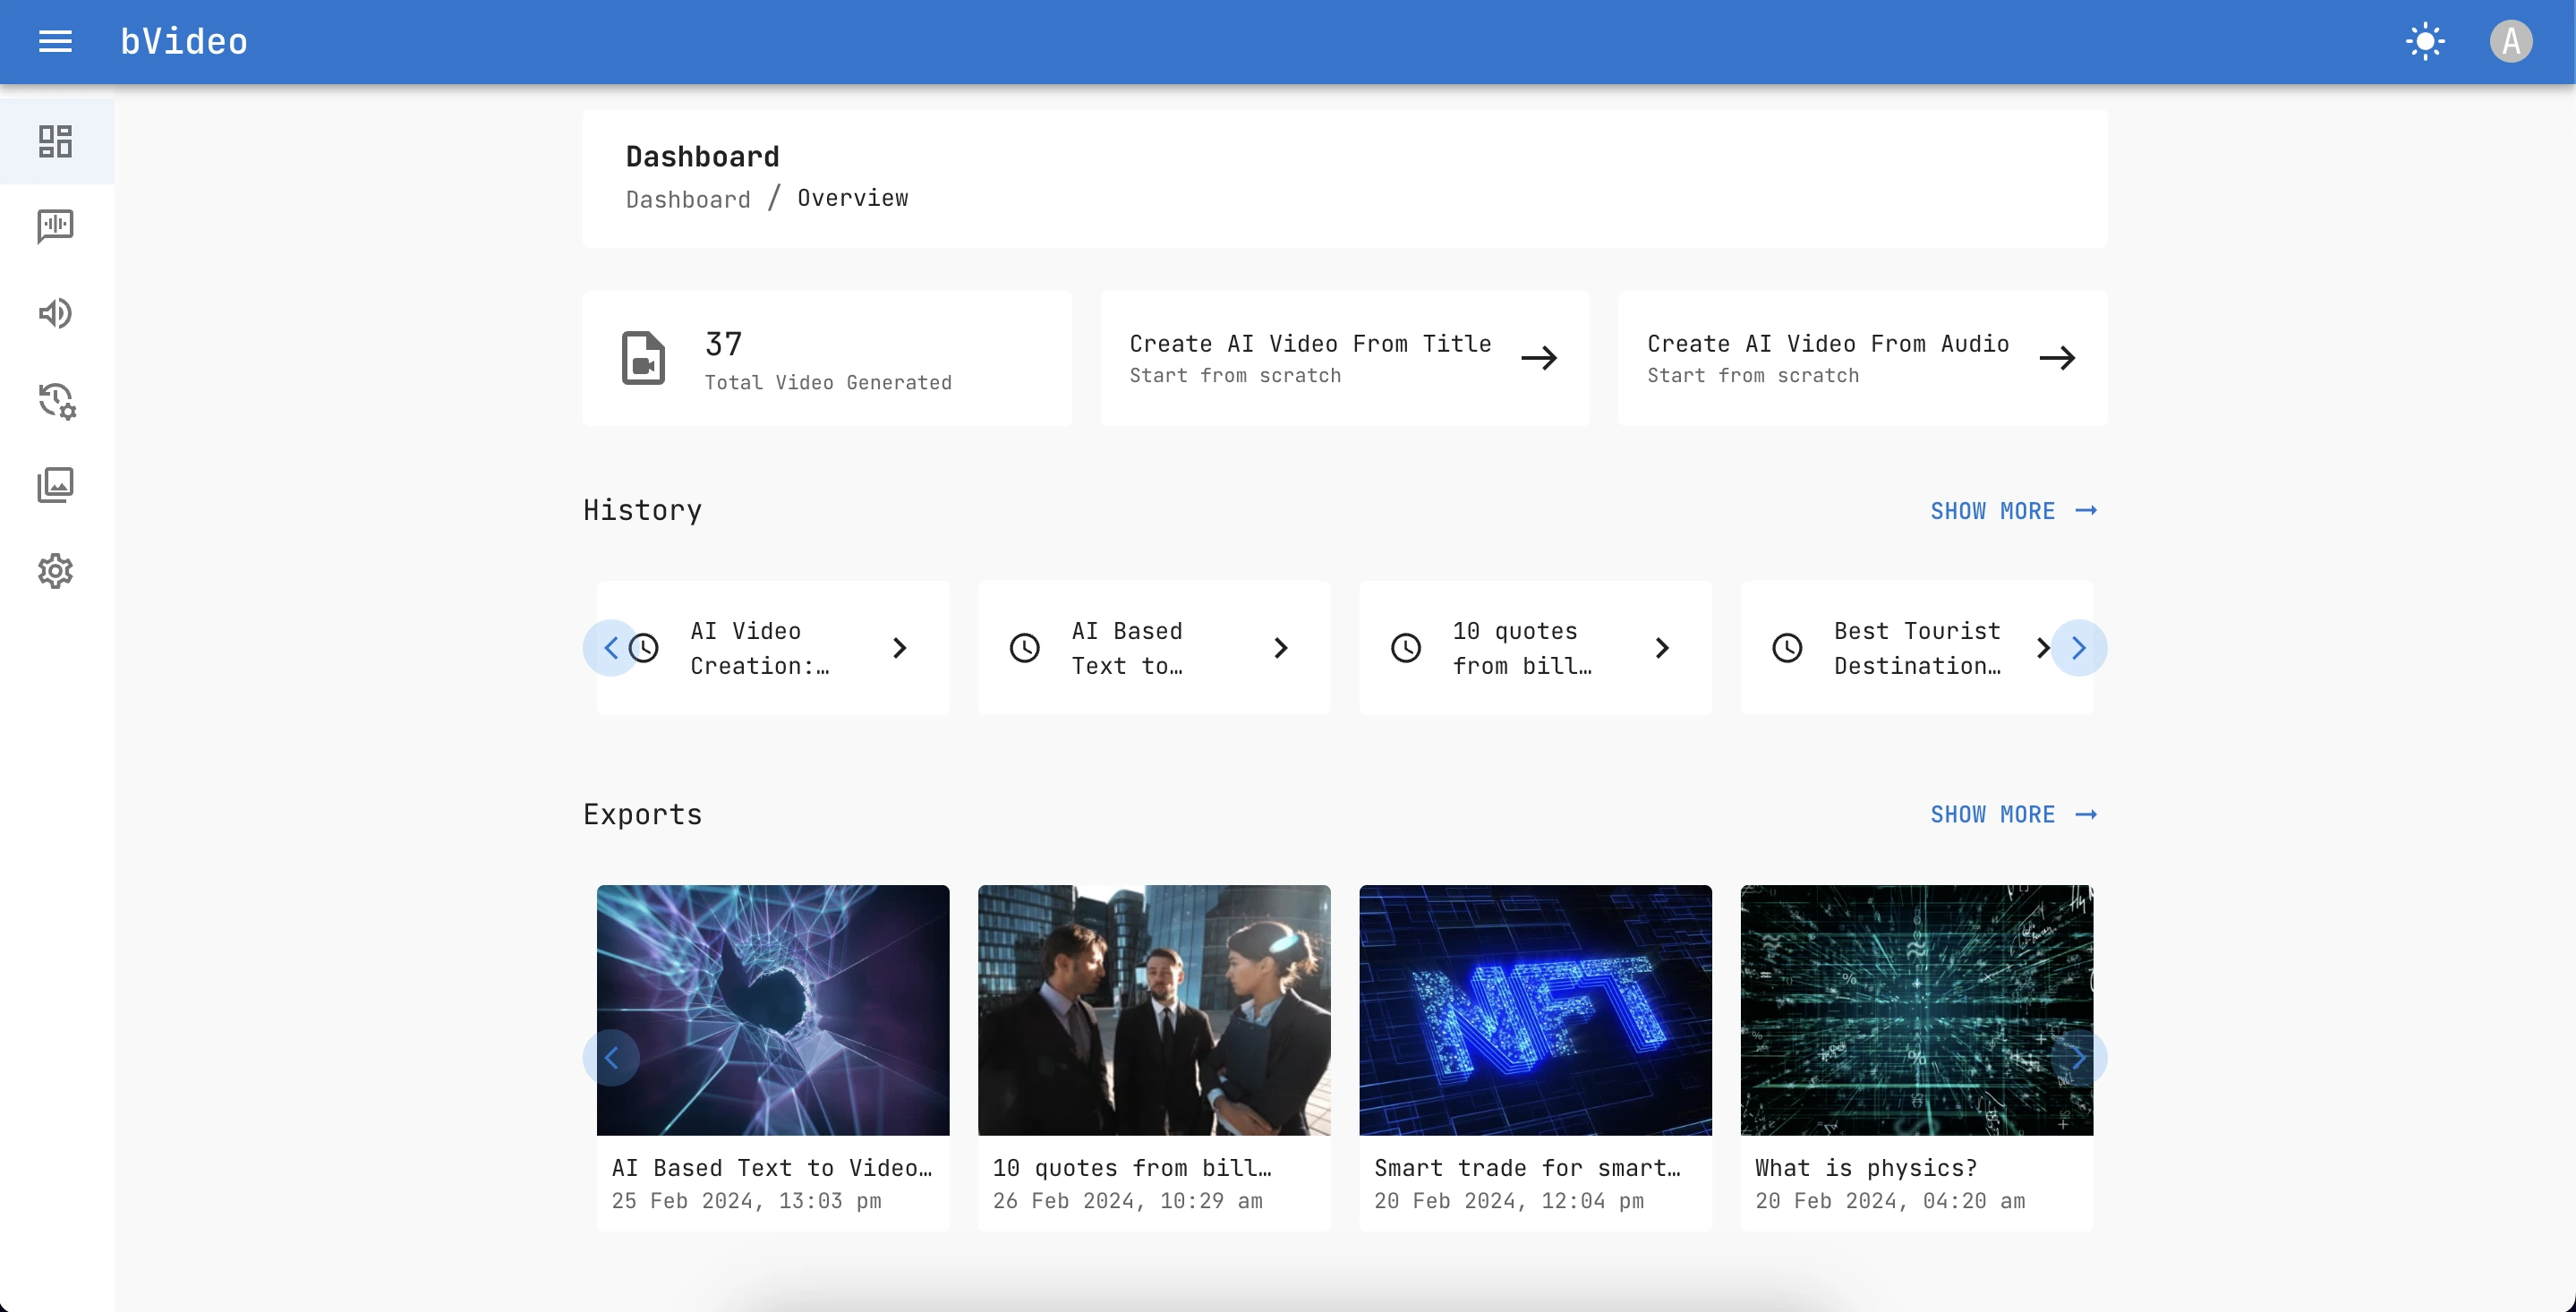 bVideo
A
Dashboard
Dashboard / Overview
37
Total Video Generated
Create AI Video From Title
Start from scratch
Create AI Video From Audio
Start from scratch
History
SHOW MORE
AI Video
Creation:…
AI Based
Text to…
10 quotes
from bill…
Best Tourist
Destination…
Exports
SHOW MORE
NFT
AI Based Text to Video…
25 Feb 2024, 13:03 pm
10 quotes from bill…
26 Feb 2024, 10:29 am
Smart trade for smart…
20 Feb 2024, 12:04 pm
What is physics?
20 Feb 2024, 04:20 am